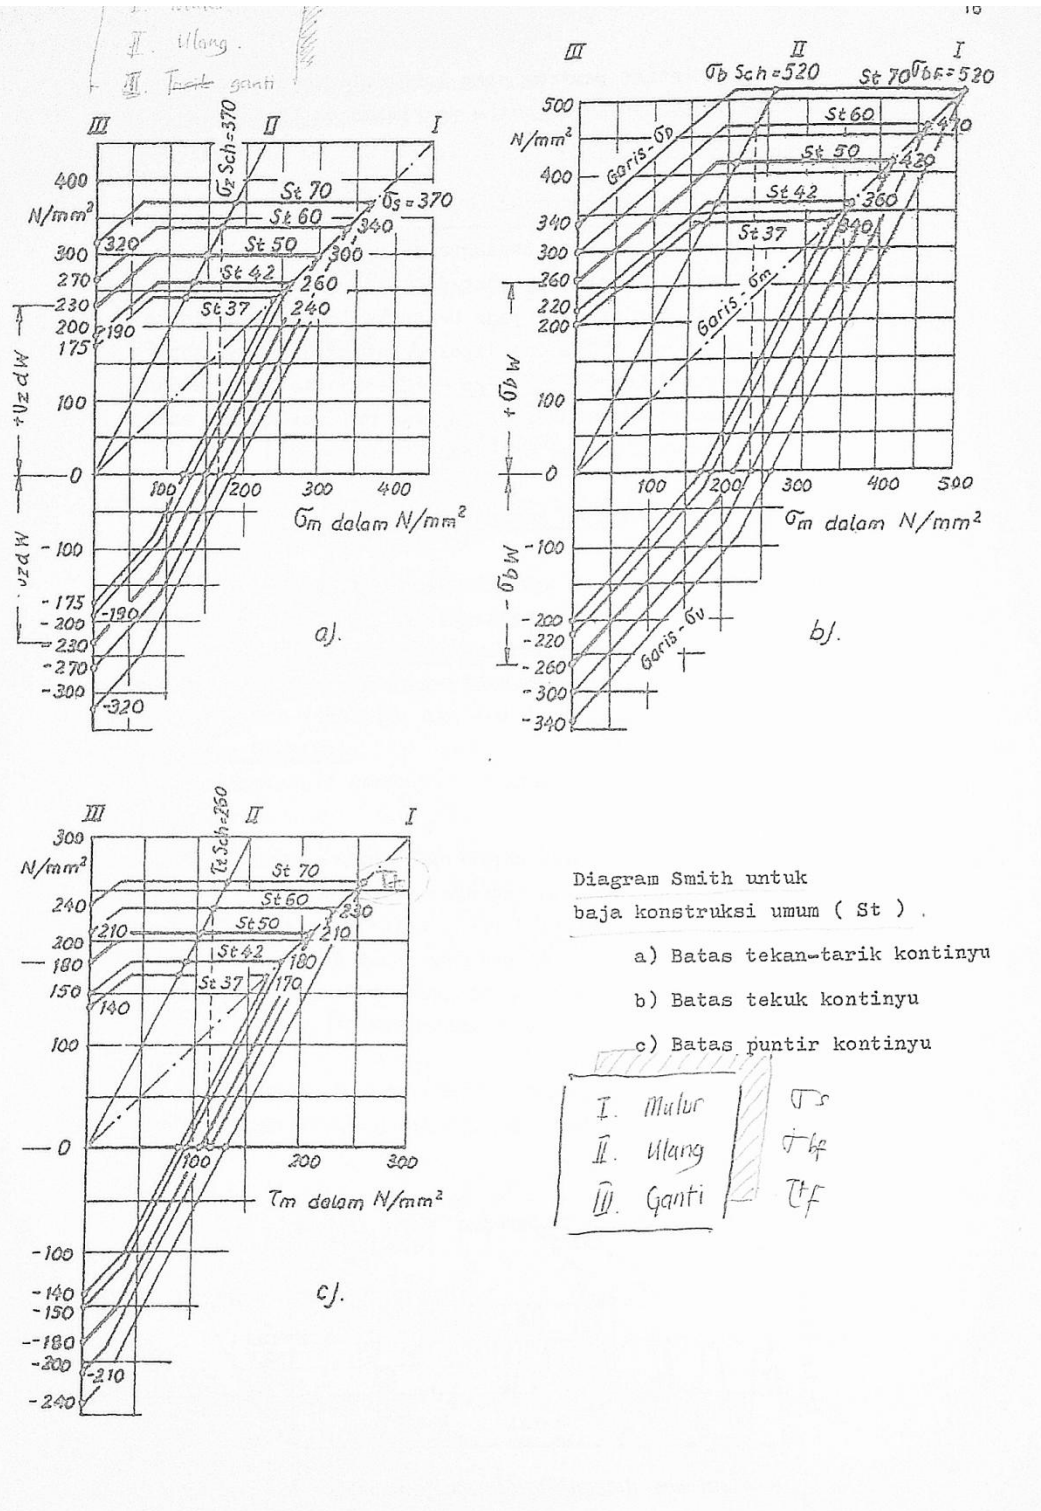 16
II. Ulang.
III. Tarik ganti
III II I
σz Sch=370
400
N/mm²
300
270
230
200
175
100
0
-100
-175
-200
-230
-270
-300
320
190
-190
-320
St 70
St 60
St 50
St 42
St 37
σs=370
340
300
260
240
100 200 300 400
σm dalam N/mm²
a).
III II I
σb Sch=520
St 70 σbF=520
500
N/mm²
400
340
300
260
220
200
100
0
-100
-200
-220
-260
-300
-340
Garis-σo
St 60
St 50
St 42
St 37
470
420
360
340
Garis-σm
+σbW
-σbW
100 200 300 400 500
σm dalam N/mm²
Garis-σu
b).
III II I
τt Sch=260
300
N/mm²
240
200
180
150
100
0
-100
-140
-150
-180
-200
-240
210
140
-210
St 70
St 60
St 50
St 42
St 37
230
210
180
170
100 200 300
τm dalam N/mm²
c).
Diagram Smith untuk
baja konstruksi umum ( St ) .
a) Batas tekan-tarik kontinyu
b) Batas tekuk kontinyu
c) Batas puntir kontinyu
I. Mulur σs
II. Ulang σbf
III. Ganti τtf